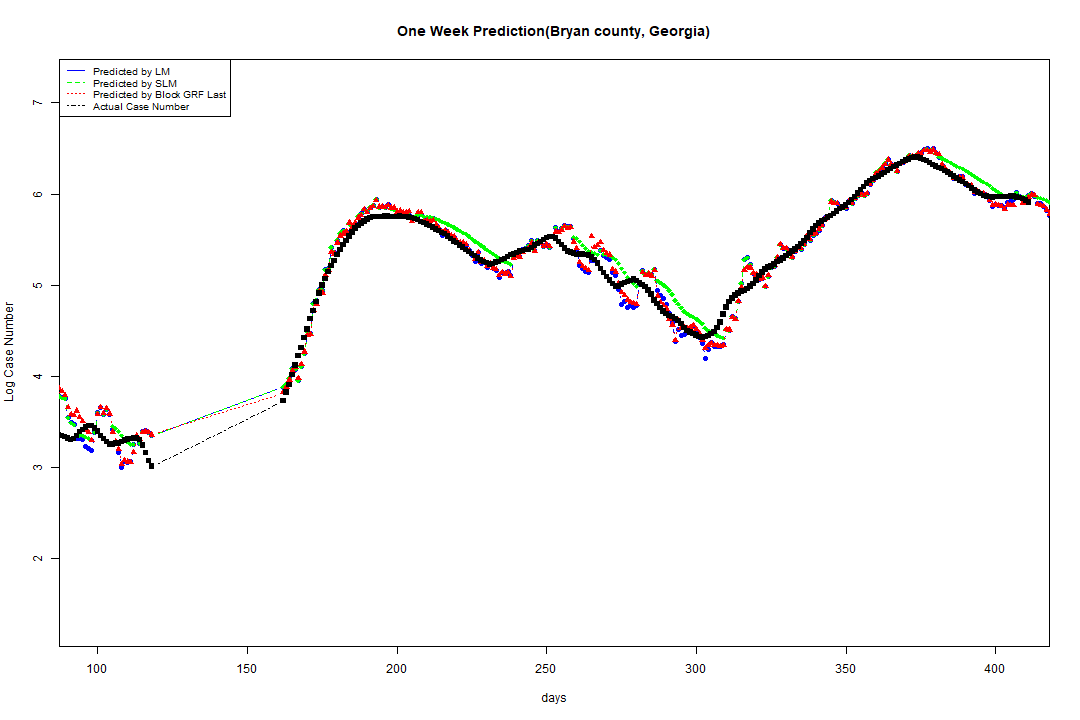 One Week Prediction(Bryan county, Georgia)
Predicted by LM
Predicted by SLM
Predicted by Block GRF Last
Actual Case Number
7
6
5
4
3
2
Log Case Number
100 150 200 250 300 350 400
days